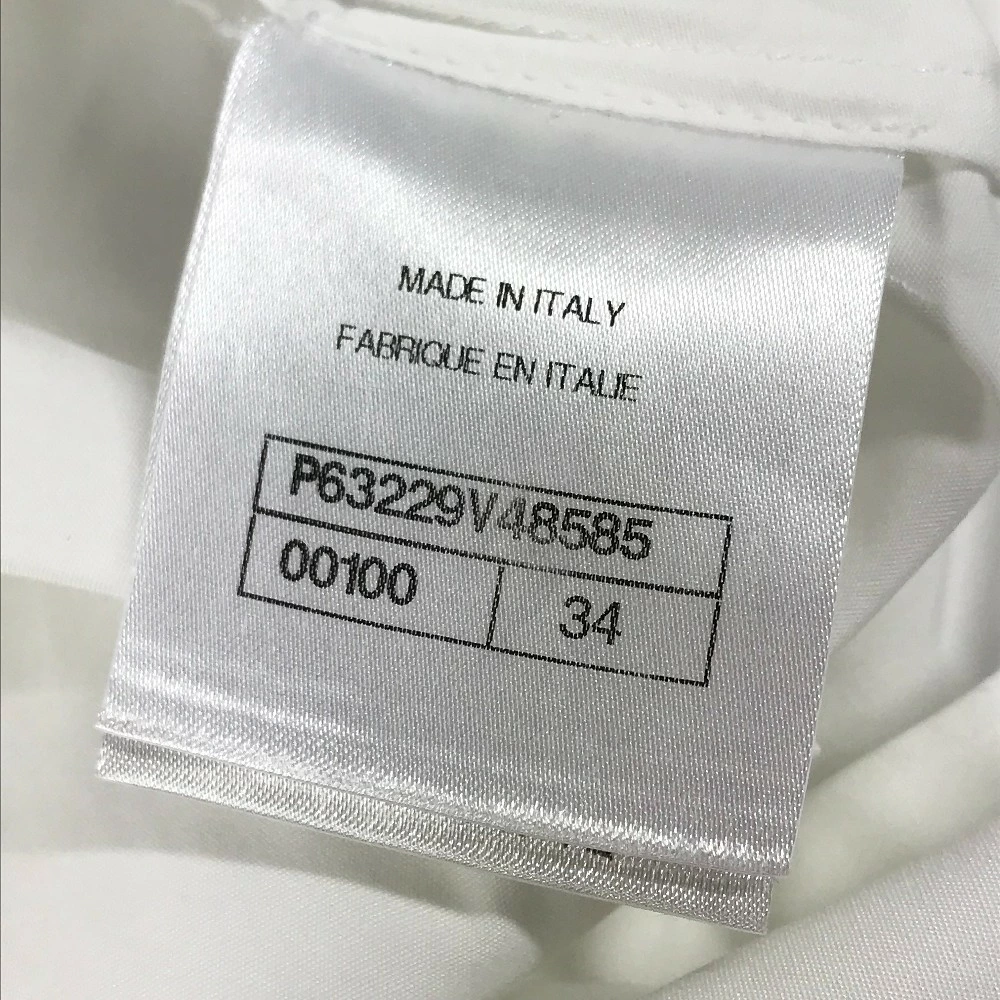 MADE IN ITALY
FABRIQUE EN ITALIE
P63229V48585
00100
34